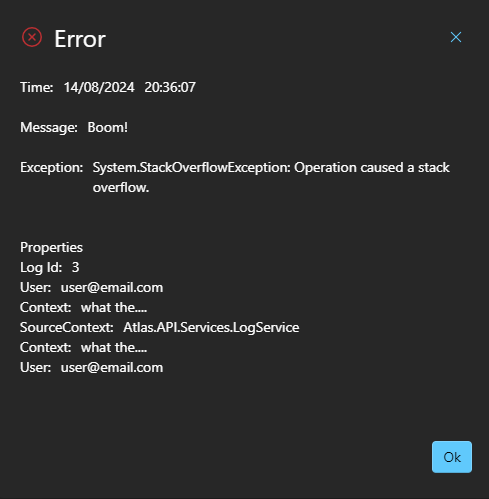 Error
Time: 14/08/2024 20:36:07
Message: Boom!
Exception: System.StackOverflowException: Operation caused a stack
overflow.
Properties
Log Id: 3
User: user@email.com
Context: what the....
SourceContext: Atlas.API.Services.LogService
Context: what the....
User: user@email.com
Ok